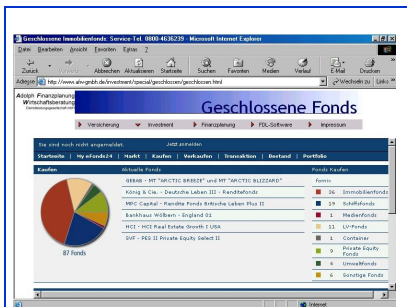 Geschlossene Immobilienfonds: Service-Tel. 0800-4636239 - Microsoft Internet Explorer
Datei Bearbeiten Ansicht Favoriten Extras ?
Zurück Vorwärts Abbrechen Aktualisieren Startseite Suchen Favoriten Medien Verlauf E-Mail Drucken
Adresse http://www.afw-gmbh.de/investment/special/geschlossen/geschlossen.html Wechseln zu Links
Adolph Finanzplanung
Wirtschaftsberatung
Geschlossene Fonds
Versicherung Investment Finanzplanung FDL-Software Impressum
Sie sind noch nicht angemeldet. Jetzt anmelden
Startseite | My eFonds24 | Markt | Kaufen | Verkaufen | Transaktion | Bestand | Portfolio
Kaufen Aktuelle Fonds Fonds Kaufen
GEBAB - MT "ARCTIC BREEZE" und MT "ARCTIC BLIZZARD"
König & Cie. - Deutsche Leben III - Renditefonds 36 Immobilienfonds
MPC Capital - Rendite Fonds Britische Leben Plus II 19 Schiffsfonds
Bankhaus Wölbern - England 01 1 Medienfonds
HCI - HCI Real Estate Growth I USA 11 LV-Fonds
DVF - PES II Private Equity Select II 1 Container
9 Private Equity Fonds
4 Umweltfonds
6 Sonstige Fonds
87 Fonds
Internet